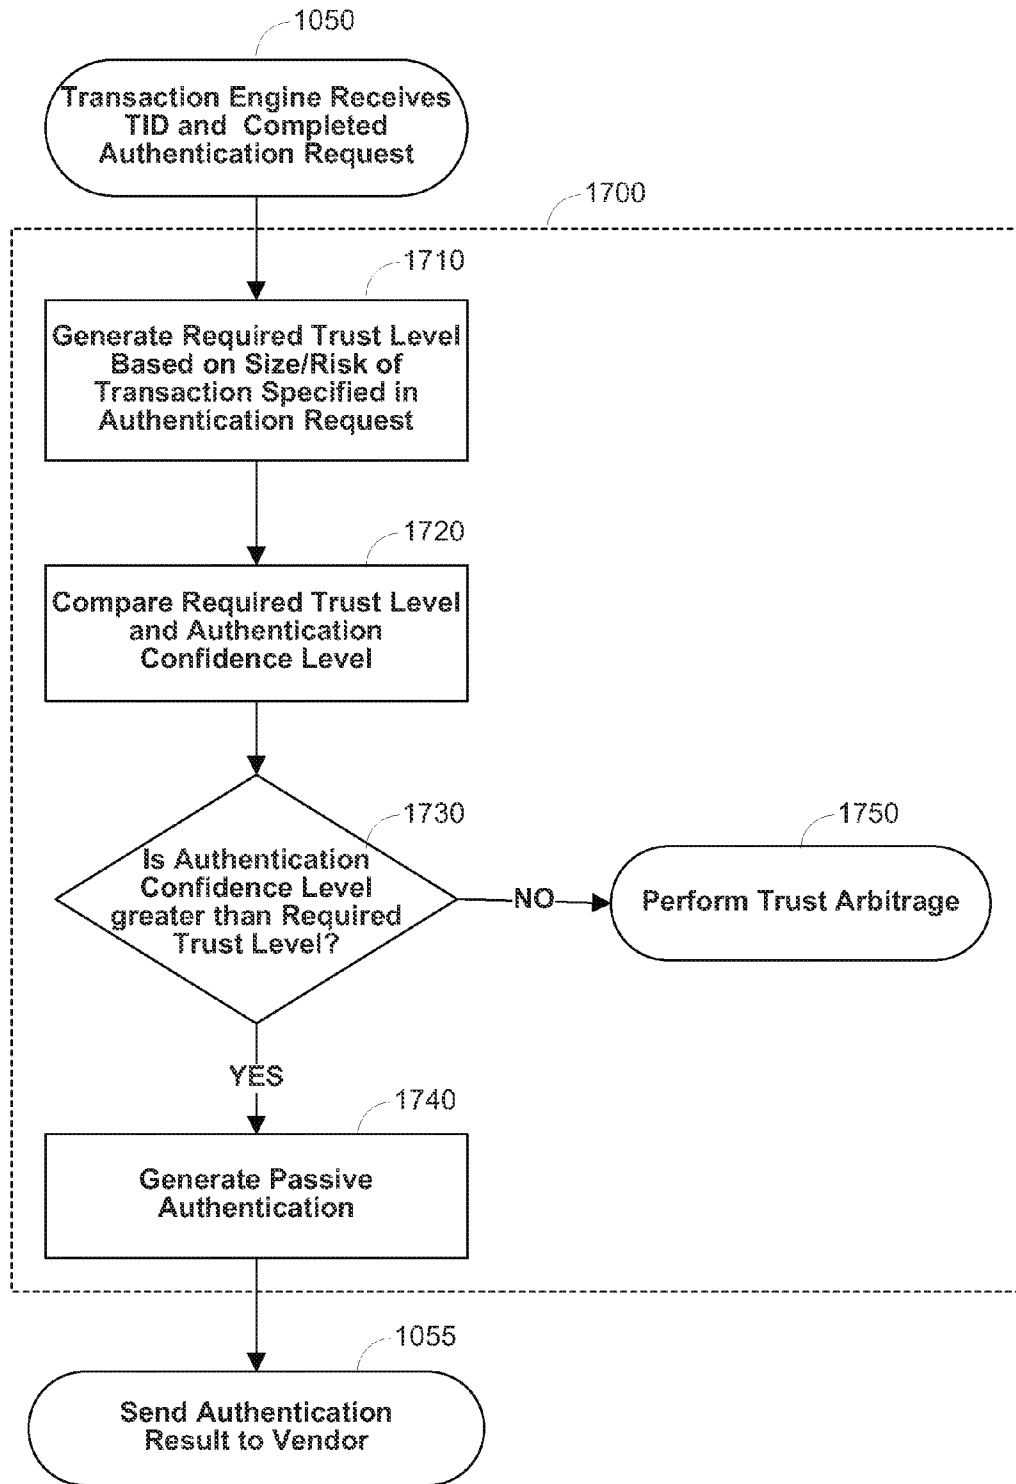 1050
Transaction Engine Receives
TID and Completed
Authentication Request
1700
1710
Generate Required Trust Level
Based on Size/Risk of
Transaction Specified in
Authentication Request
1720
Compare Required Trust Level
and Authentication
Confidence Level
1730
Is Authentication
Confidence Level
greater than Required
Trust Level?
NO
1750
Perform Trust Arbitrage
YES
1740
Generate Passive
Authentication
1055
Send Authentication
Result to Vendor